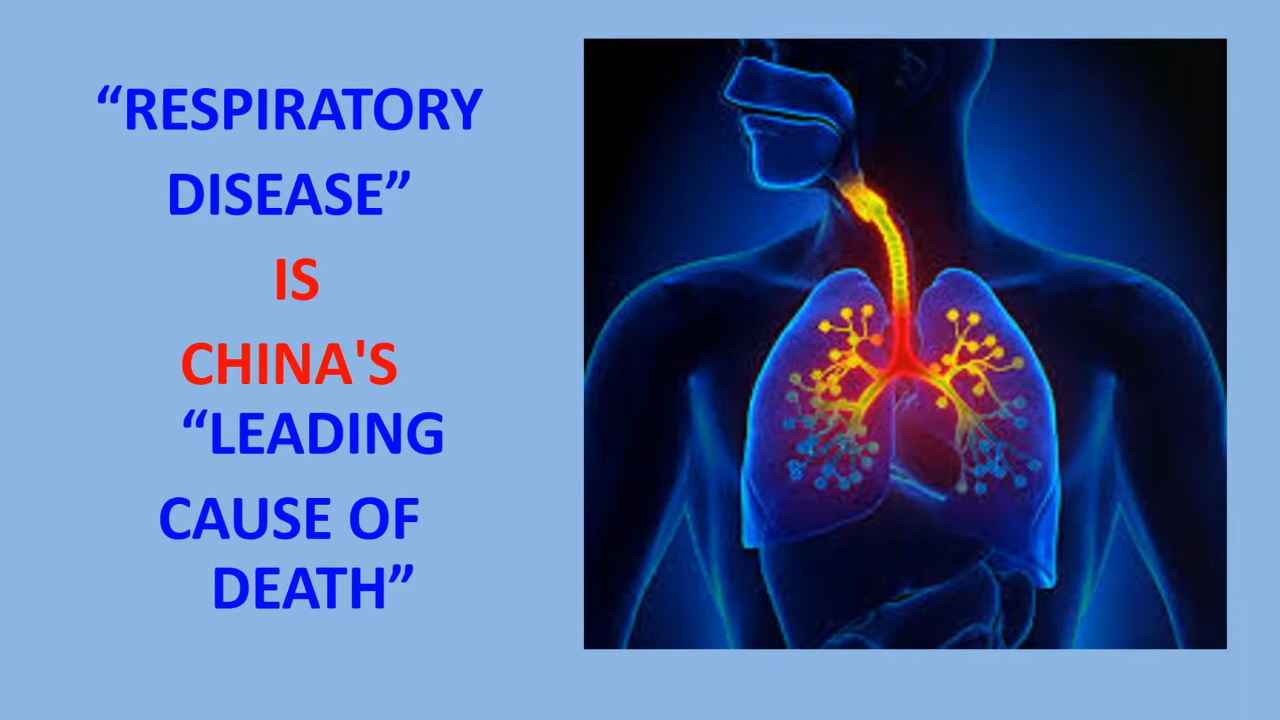 “RESPIRATORY
DISEASE”
IS
CHINA'S
“LEADING
CAUSE OF
DEATH”